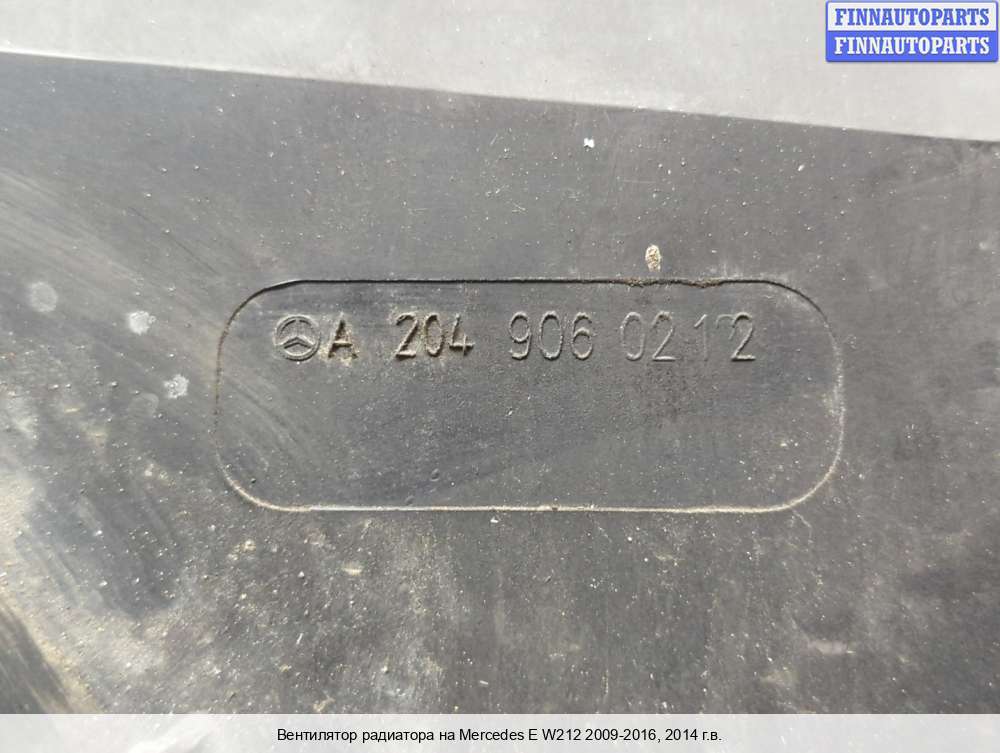 FINNAUTOPARTS
FINNAUTOPARTS
A 204 906 02 12
Вентилятор радиатора на Mercedes E W212 2009-2016, 2014 г.в.